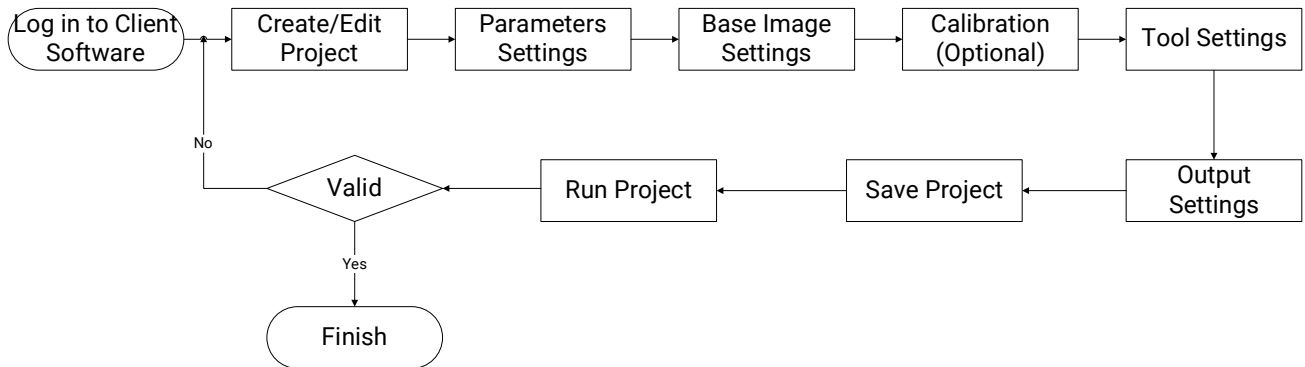 Log in to Client
Software
Create/Edit
Project
Parameters
Settings
Base Image
Settings
Calibration
(Optional)
Tool Settings
Output
Settings
Save Project
Run Project
Valid
No
Yes
Finish